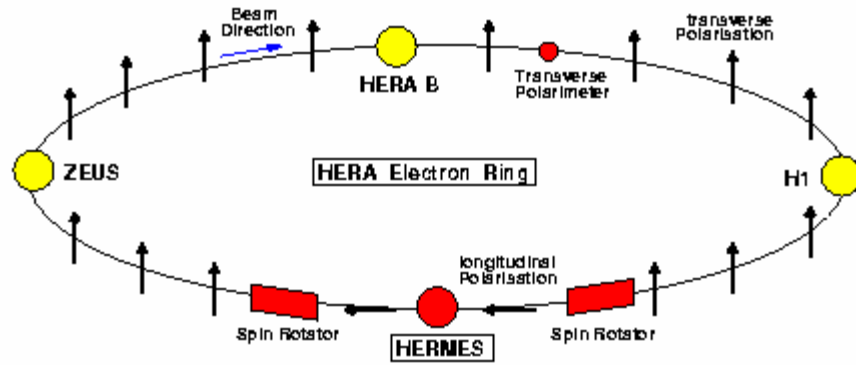 Beam
Direction
transverse
Polarisation
HERA B
Transverse
Polarimeter
ZEUS
HERA Electron Ring
H1
longitudinal
Polarisation
Spin Rotator
Spin Rotator
HERMES